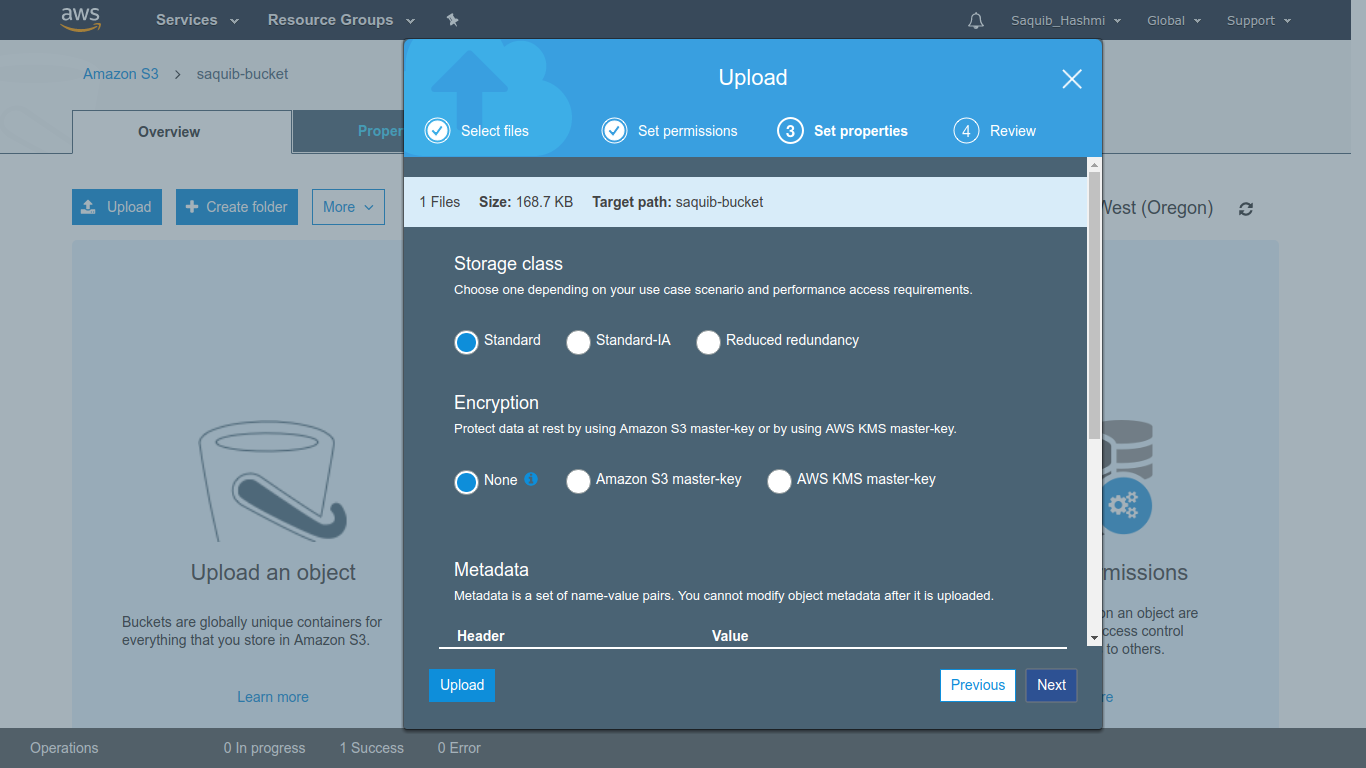 aws Services Resource Groups Saquib_Hashmi Global Support
Amazon S3 > saquib-bucket
Overview
Upload
Select files Set permissions 3 Set properties 4 Review
Upload Create folder More
1 Files Size: 168.7 KB Target path: saquib-bucket
West (Oregon)
Storage class
Choose one depending on your use case scenario and performance access requirements.
Standard Standard-IA Reduced redundancy
Encryption
Protect data at rest by using Amazon S3 master-key or by using AWS KMS master-key.
None Amazon S3 master-key AWS KMS master-key
Metadata
Metadata is a set of name-value pairs. You cannot modify object metadata after it is uploaded.
Header Value
Upload Previous Next
Upload an object
Buckets are globally unique containers for
everything that you store in Amazon S3.
Learn more
on an object are
control
to others.
Operations 0 In progress 1 Success 0 Error